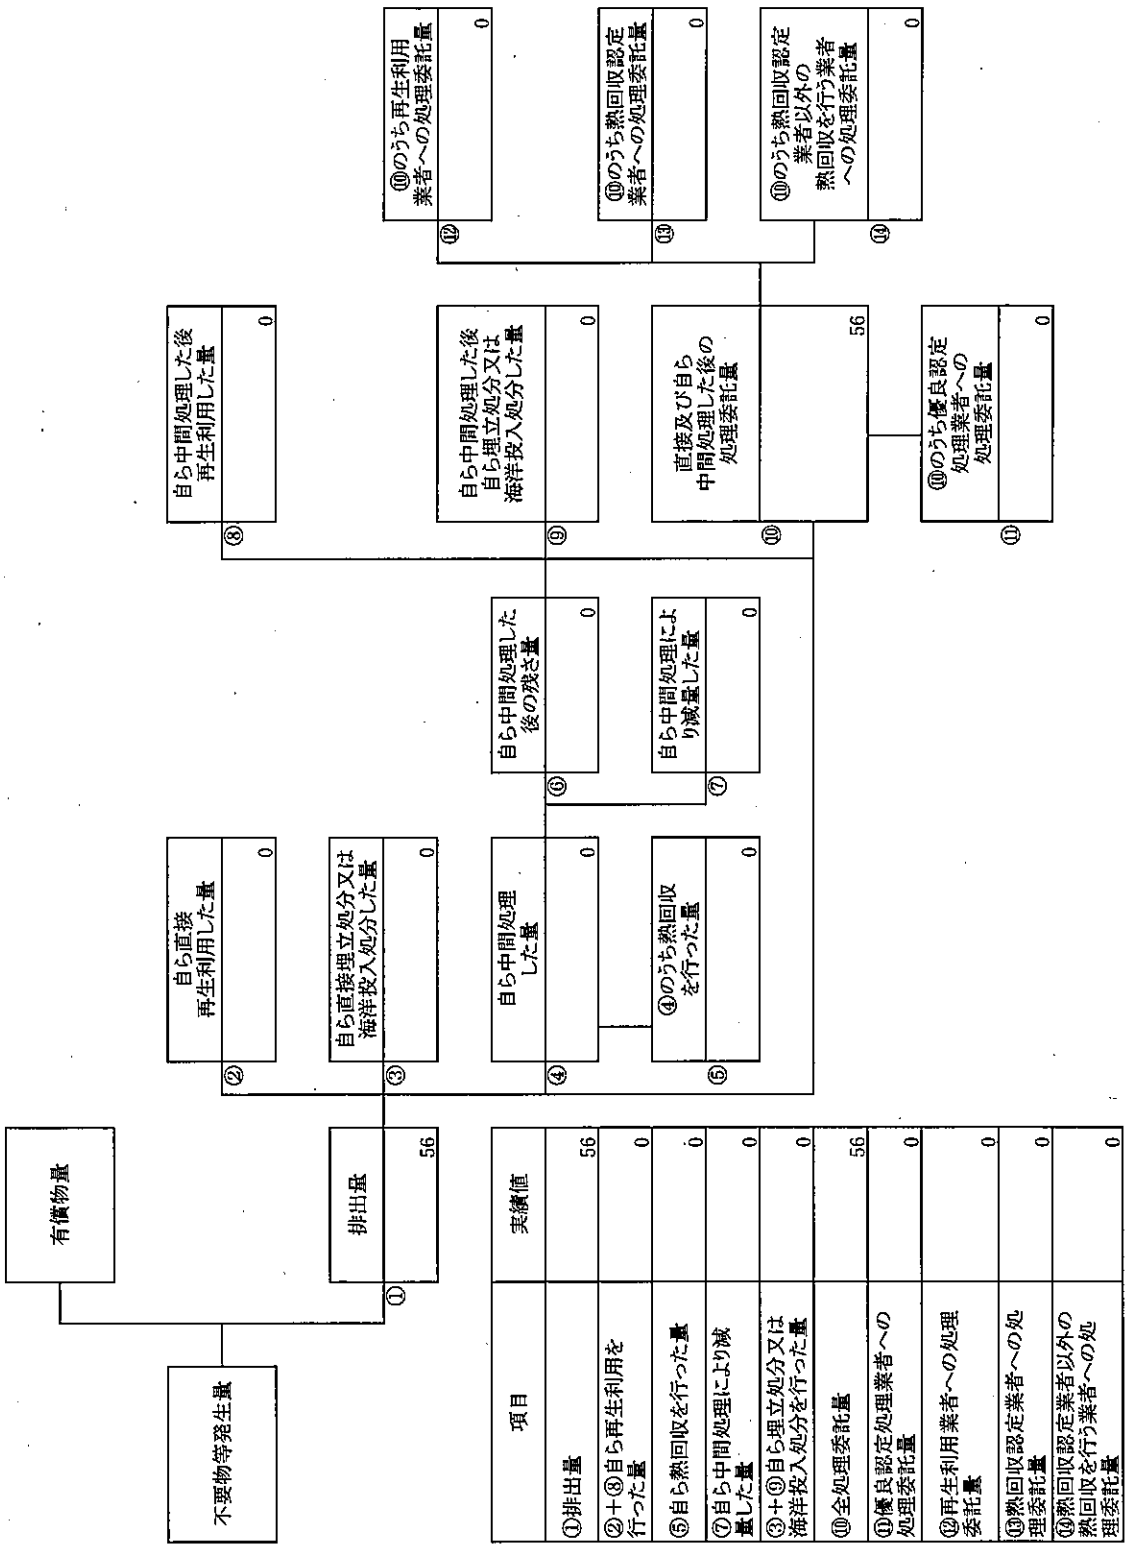 不要物等発生量
有償物量
①
排出量
56
②
自ら直接
再生利用した量
0
③
自ら直接埋立処分又は
海洋投入処分した量
0
④
自ら中間処理
した量
0
⑤
④のうち熱回収
を行った量
0
⑥
自ら中間処理した
後の残さ量
0
⑦
自ら中間処理によ
り減量した量
0
⑧
自ら中間処理した後
再生利用した量
0
⑨
自ら中間処理した後
自ら埋立処分又は
海洋投入処分した量
0
⑩
直接及び自ら
中間処理した後の
処理委託量
56
⑪
⑩のうち優良認定
処理業者への
処理委託量
0
⑫
⑩のうち再生利用
業者への処理委託量
0
⑬
⑩のうち熱回収認定
業者への処理委託量
0
⑭
⑩のうち熱回収認定
業者以外の
熱回収を行う業者
への処理委託量
0
項目 実績値
①排出量 56
②+⑧自ら再生利用を
行った量 0
⑤自ら熱回収を行った量 0
⑦自ら中間処理により減
量した量 0
③+⑨自ら埋立処分又は
海洋投入処分を行った量 0
⑩全処理委託量 56
⑪優良認定処理業者への
処理委託量 0
⑫再生利用業者への処理
委託量 0
⑬熱回収認定業者への処
理委託量 0
⑭熱回収認定業者以外の
熱回収を行う業者への処
理委託量 0